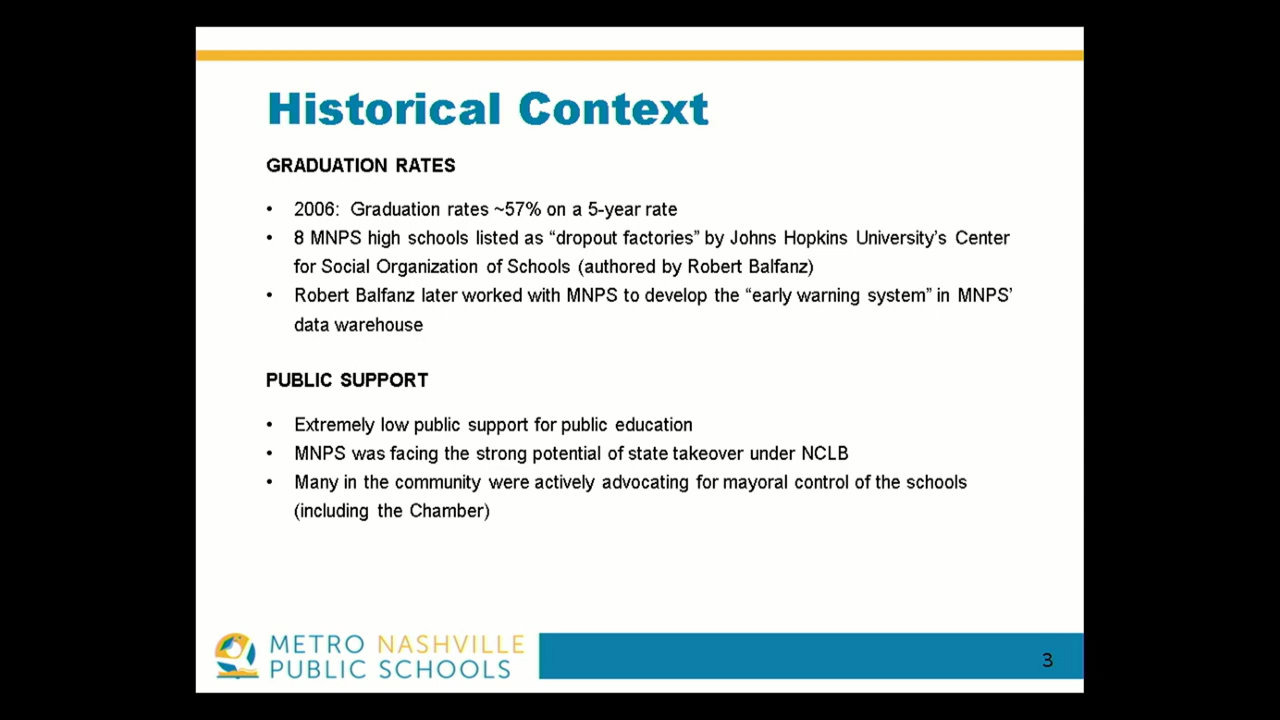 Historical Context
GRADUATION RATES
• 2006: Graduation rates ~57% on a 5-year rate
• 8 MNPS high schools listed as “dropout factories” by Johns Hopkins University’s Center
for Social Organization of Schools (authored by Robert Balfanz)
• Robert Balfanz later worked with MNPS to develop the “early warning system” in MNPS’
data warehouse
PUBLIC SUPPORT
• Extremely low public support for public education
• MNPS was facing the strong potential of state takeover under NCLB
• Many in the community were actively advocating for mayoral control of the schools
(including the Chamber)
METRO NASHVILLE
PUBLIC SCHOOLS
3